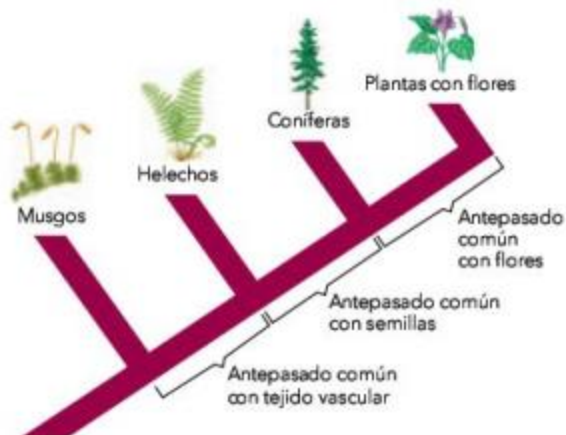 Plantas con flores
Coníferas
Helechos
Musgos
Antepasado
común
con flores
Antepasado común
con semillas
Antepasado común
con tejido vascular